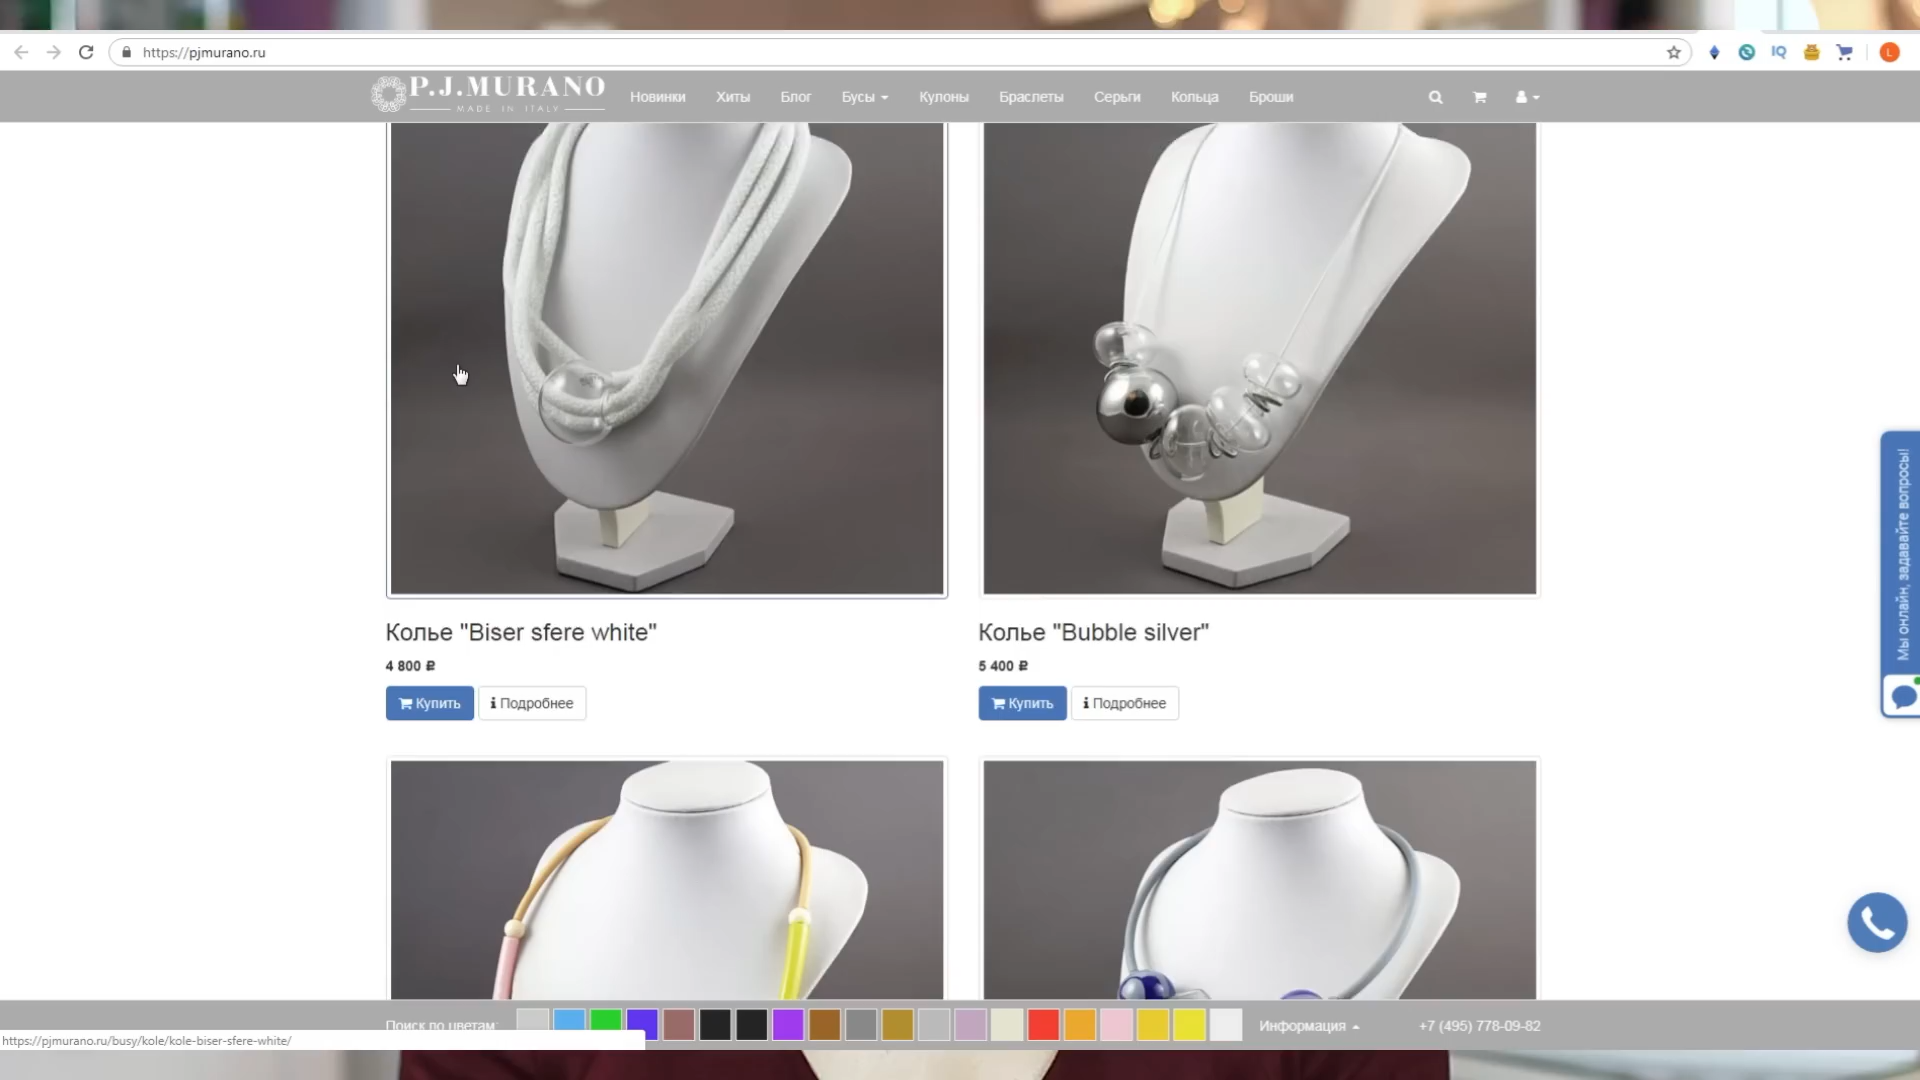 https://pjmurano.ru
IQ
L
P.J.MURANO
MADE IN ITALY
Новинки
Хиты
Блог
Бусы
Кулоны
Браслеты
Серьги
Кольца
Броши
Мы онлайн, задавайте вопросы!
Колье "Biser sfere white"
4 800 ₽
Купить
Подробнее
Колье "Bubble silver"
5 400 ₽
Купить
Подробнее
Поиск по цветам:
Информация
+7 (495) 778-09-82
https://pjmurano.ru/busy/kole/kole-biser-sfere-white/